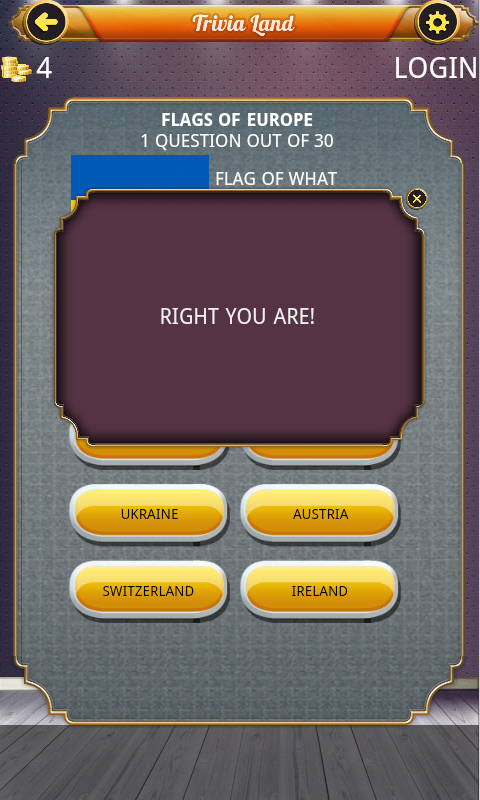 Trivia Land
4
LOGIN
FLAGS OF EUROPE
1 QUESTION OUT OF 30
FLAG OF WHAT
RIGHT YOU ARE!
UKRAINE
AUSTRIA
SWITZERLAND
IRELAND